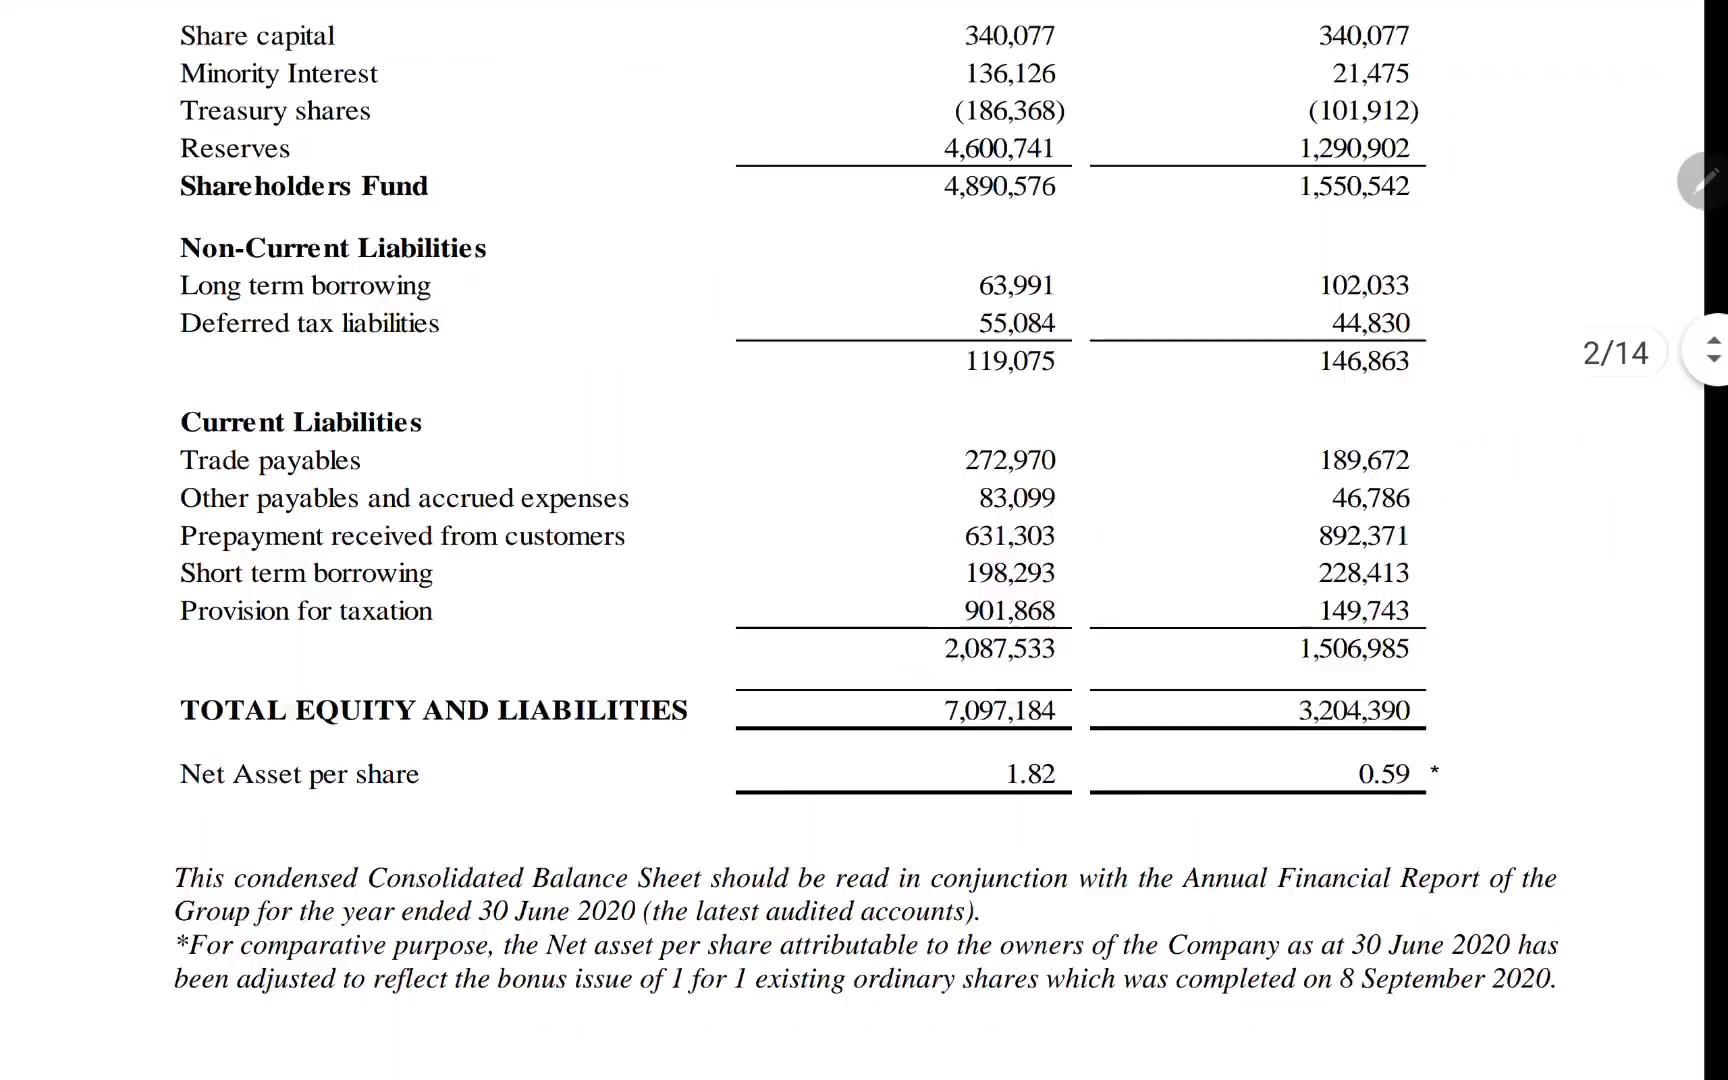 Share capital 340,077 340,077
Minority Interest 136,126 21,475
Treasury shares (186,368) (101,912)
Reserves 4,600,741 1,290,902
Shareholders Fund 4,890,576 1,550,542
Non-Current Liabilities
Long term borrowing 63,991 102,033
Deferred tax liabilities 55,084 44,830
119,075 146,863
2/14
Current Liabilities
Trade payables 272,970 189,672
Other payables and accrued expenses 83,099 46,786
Prepayment received from customers 631,303 892,371
Short term borrowing 198,293 228,413
Provision for taxation 901,868 149,743
2,087,533 1,506,985
TOTAL EQUITY AND LIABILITIES 7,097,184 3,204,390
Net Asset per share 1.82 0.59 *
This condensed Consolidated Balance Sheet should be read in conjunction with the Annual Financial Report of the
Group for the year ended 30 June 2020 (the latest audited accounts).
*For comparative purpose, the Net asset per share attributable to the owners of the Company as at 30 June 2020 has
been adjusted to reflect the bonus issue of 1 for 1 existing ordinary shares which was completed on 8 September 2020.